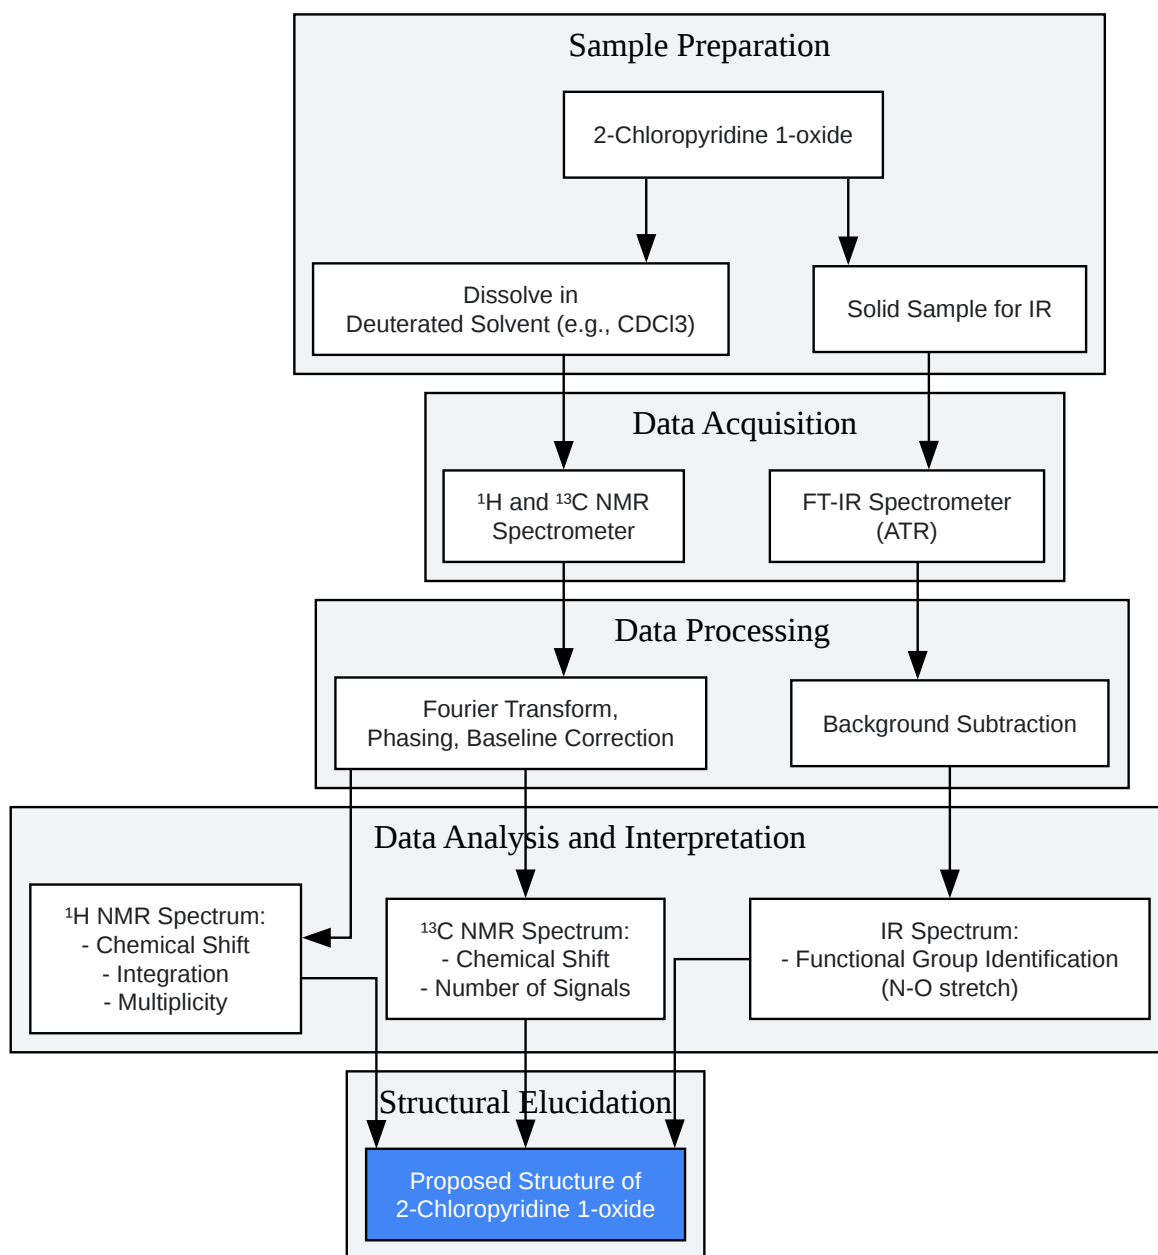 Sample Preparation
2-Chloropyridine 1-oxide
Dissolve in
Deuterated Solvent (e.g., CDCl3)
Solid Sample for IR
Data Acquisition
¹H and ¹³C NMR
Spectrometer
FT-IR Spectrometer
(ATR)
Data Processing
Fourier Transform,
Phasing, Baseline Correction
Background Subtraction
Data Analysis and Interpretation
¹H NMR Spectrum:
- Chemical Shift
- Integration
- Multiplicity
¹³C NMR Spectrum:
- Chemical Shift
- Number of Signals
IR Spectrum:
- Functional Group Identification
(N-O stretch)
Structural Elucidation
Proposed Structure of
2-Chloropyridine 1-oxide